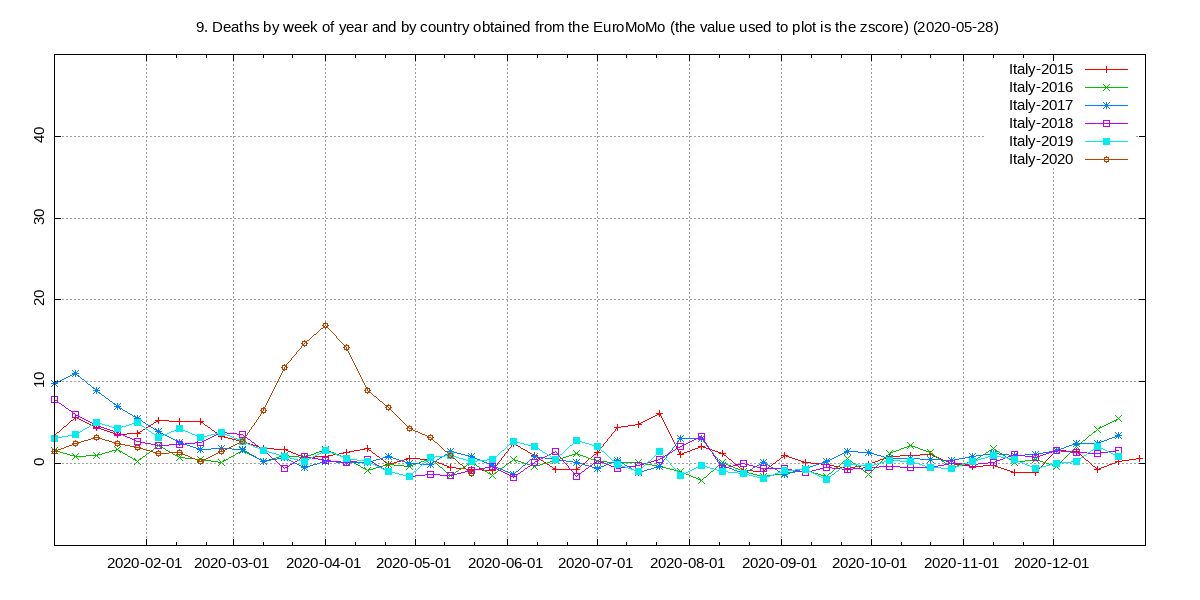 9. Deaths by week of year and by country obtained from the EuroMoMo (the value used to plot is the zscore) (2020-05-28)
Italy-2015
Italy-2016
Italy-2017
Italy-2018
Italy-2019
Italy-2020
40
30
20
10
0
2020-02-01 2020-03-01 2020-04-01 2020-05-01 2020-06-01 2020-07-01 2020-08-01 2020-09-01 2020-10-01 2020-11-01 2020-12-01